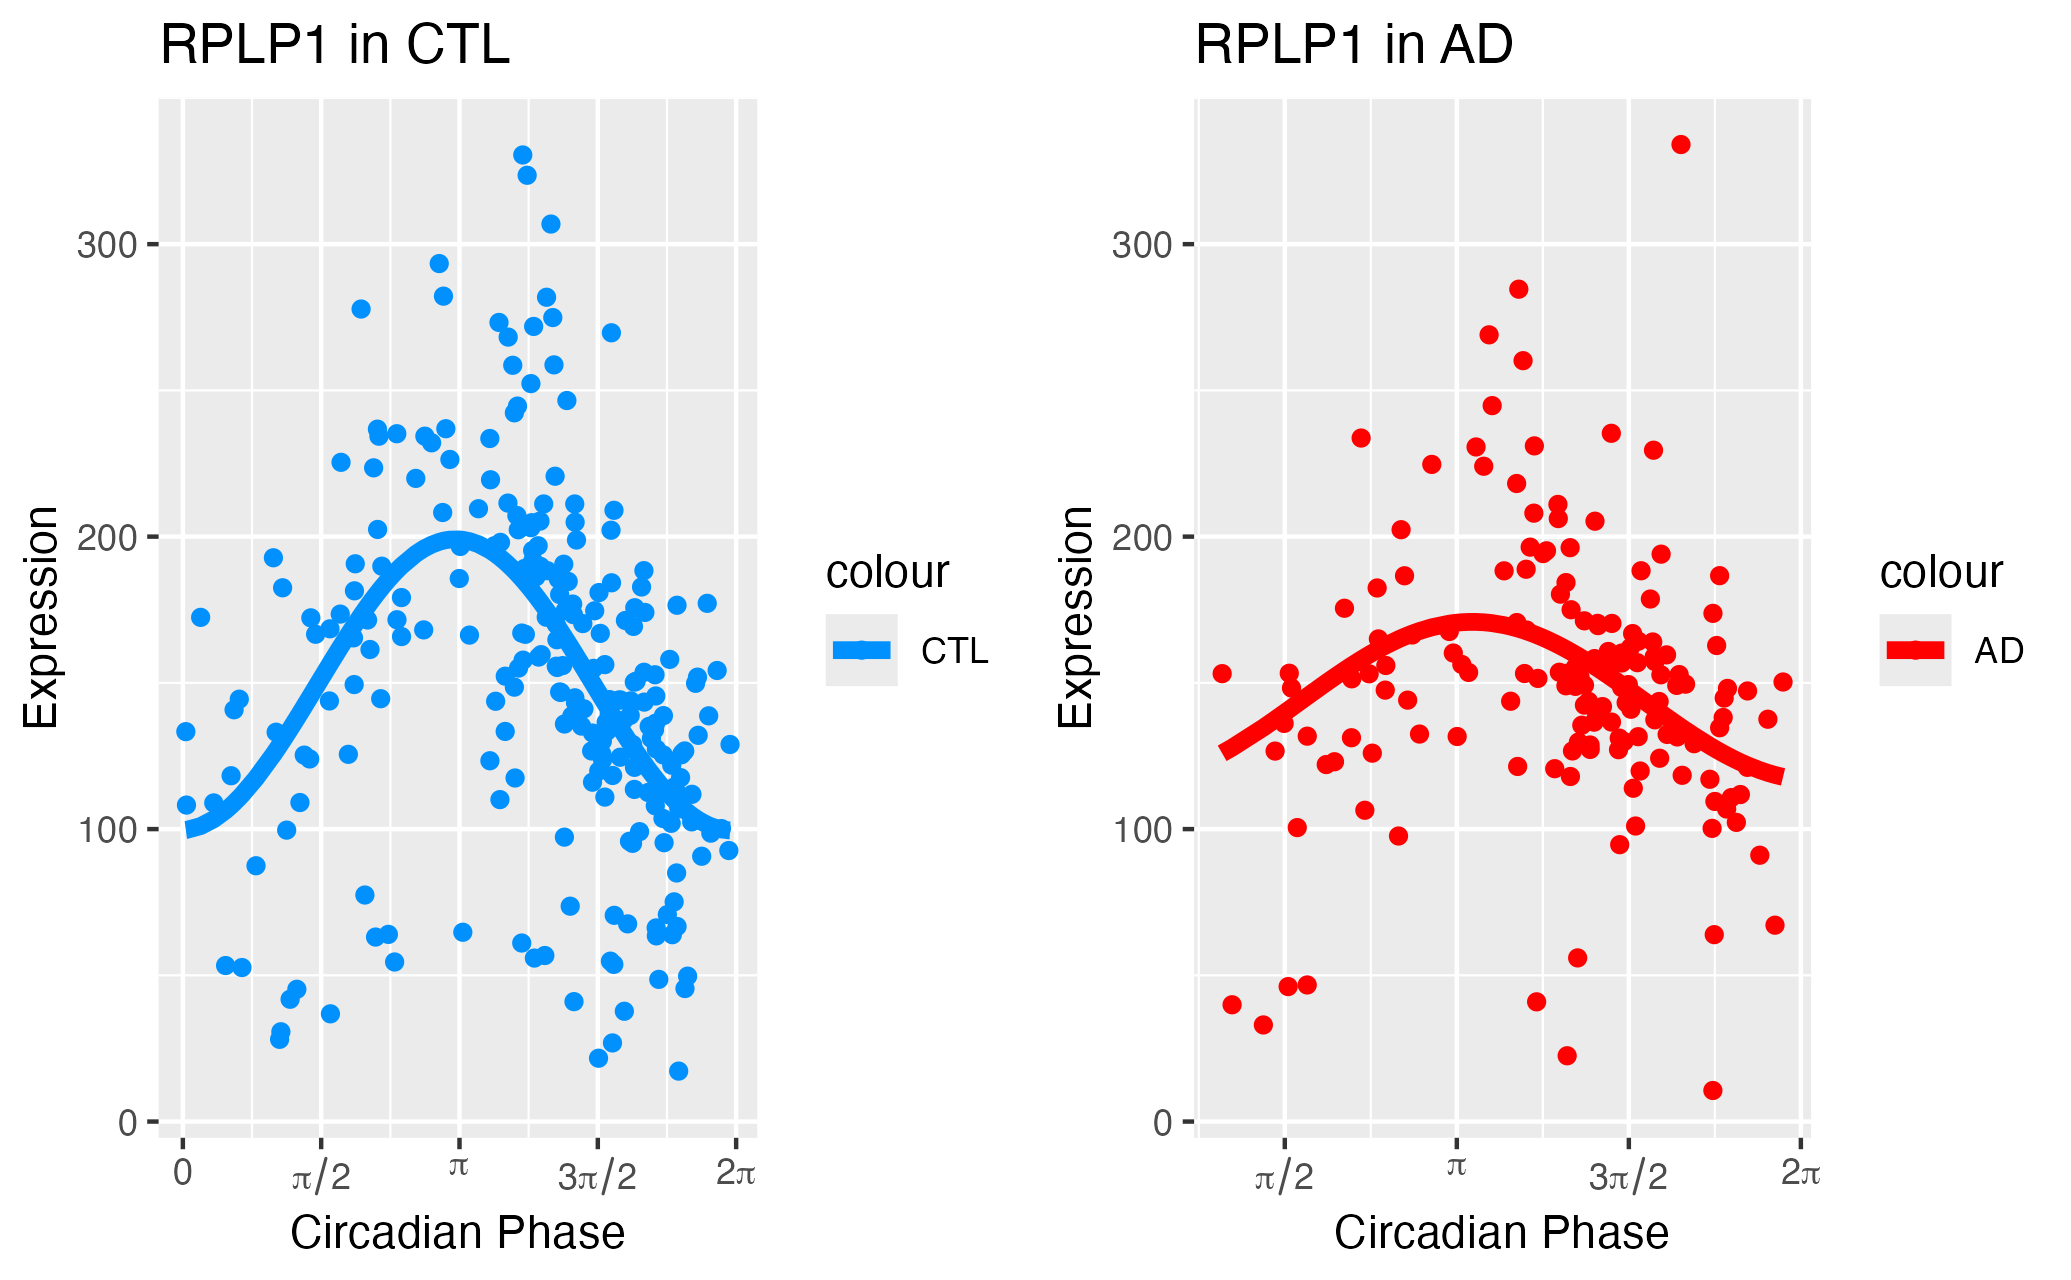 RPLP1 in CTL
Expression
300
200
100
0
0 π/2 π 3π/2 2π
Circadian Phase
colour
CTL
RPLP1 in AD
Expression
300
200
100
0
π/2 π 3π/2 2π
Circadian Phase
colour
AD